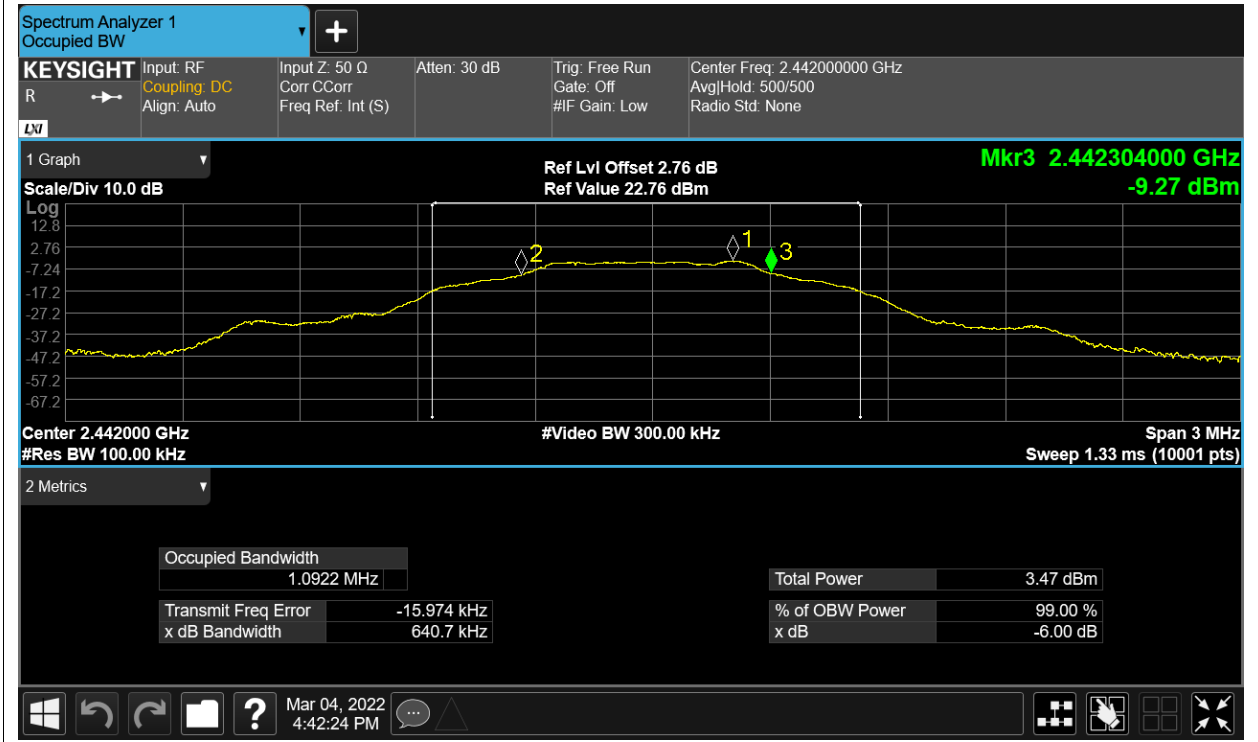 Spectrum Analyzer 1
Occupied BW
KEYSIGHT
R
LXI
Input: RF
Coupling: DC
Align: Auto
Input Z: 50 Ω
Corr CCorr
Freq Ref: Int (S)
Atten: 30 dB
Trig: Free Run
Gate: Off
#IF Gain: Low
Center Freq: 2.442000000 GHz
Avg|Hold: 500/500
Radio Std: None
1 Graph
Scale/Div 10.0 dB
Ref Lvl Offset 2.76 dB
Ref Value 22.76 dBm
Mkr3 2.442304000 GHz
-9.27 dBm
Log
12.8
2.76
-7.24
-17.2
-27.2
-37.2
-47.2
-57.2
-67.2
2
1
3
Center 2.442000 GHz
#Res BW 100.00 kHz
#Video BW 300.00 kHz
Span 3 MHz
Sweep 1.33 ms (10001 pts)
2 Metrics
Occupied Bandwidth
1.0922 MHz
Transmit Freq Error -15.974 kHz
x dB Bandwidth 640.7 kHz
Total Power 3.47 dBm
% of OBW Power 99.00 %
x dB -6.00 dB
?
Mar 04, 2022
4:42:24 PM